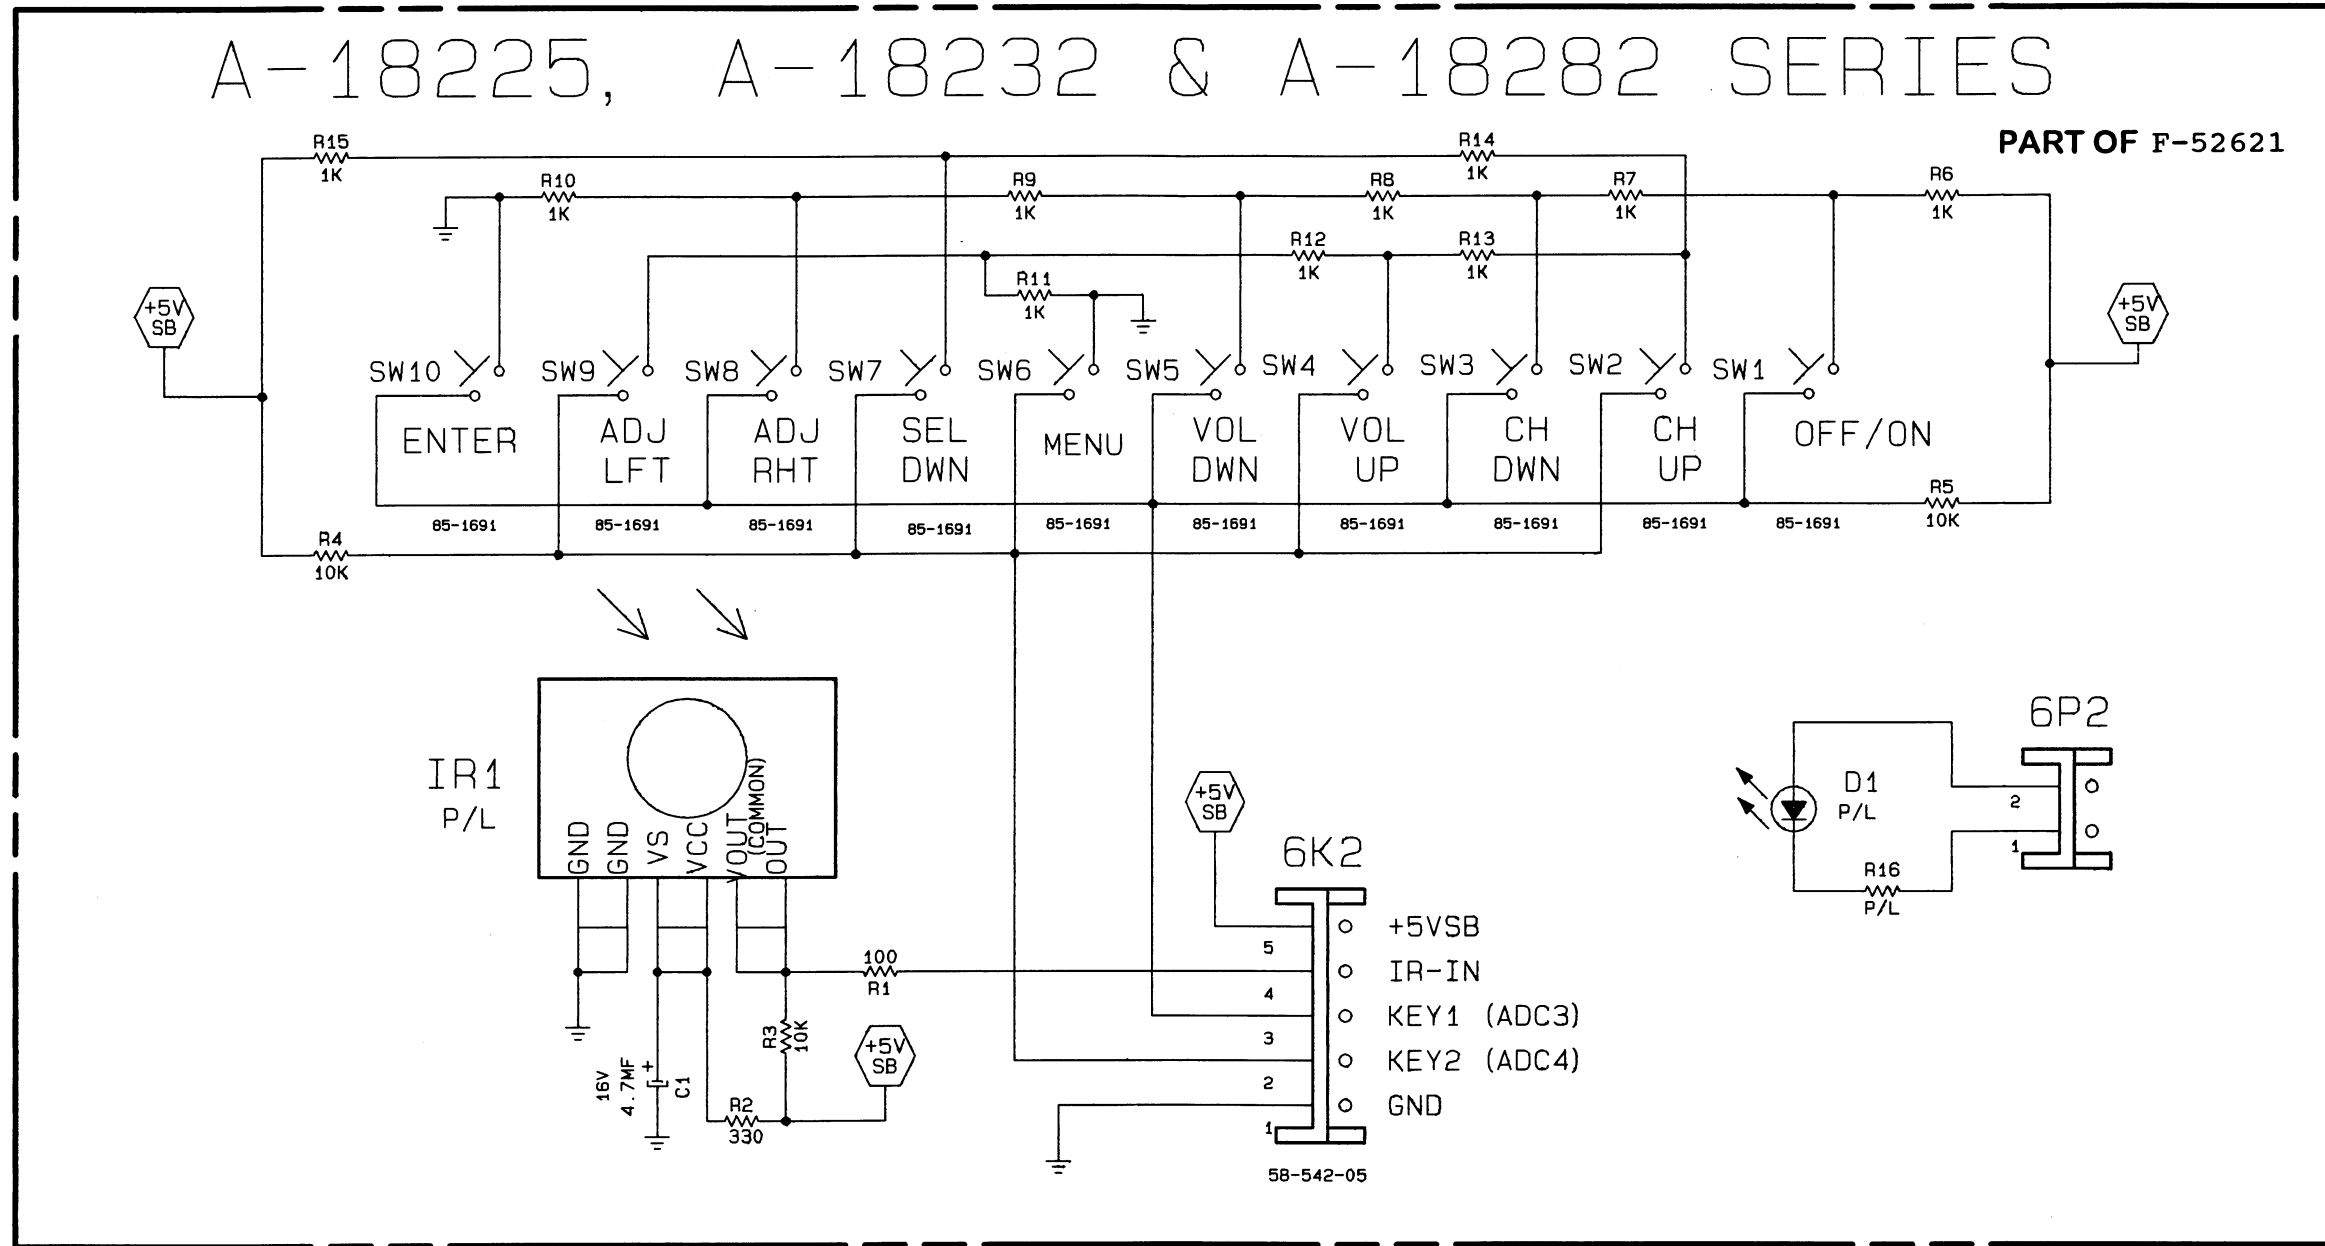 A-18225, A-18232 & A-18282 SERIES
PART OF F-52621
R15
1K
R14
1K
R10
1K
R9
1K
R8
1K
R7
1K
R6
1K
R12
1K
R13
1K
R11
1K
+5V
SB
+5V
SB
SW10
SW9
SW8
SW7
SW6
SW5
SW4
SW3
SW2
SW1
ENTER
ADJ
LFT
ADJ
RHT
SEL
DWN
MENU
VOL
DWN
VOL
UP
CH
DWN
CH
UP
OFF/ON
85-1691
85-1691
85-1691
85-1691
85-1691
85-1691
85-1691
85-1691
85-1691
85-1691
R5
10K
R4
10K
IR1
P/L
GND
GND
VS
VCC
VOUT
(COMMON)
OUT
100
R1
R3
10K
+5V
SB
16V
4.7MF
+
C1
R2
330
+5V
SB
6K2
5
4
3
2
1
+5VSB
IR-IN
KEY1 (ADC3)
KEY2 (ADC4)
GND
58-542-05
6P2
D1
P/L
2
1
R16
P/L